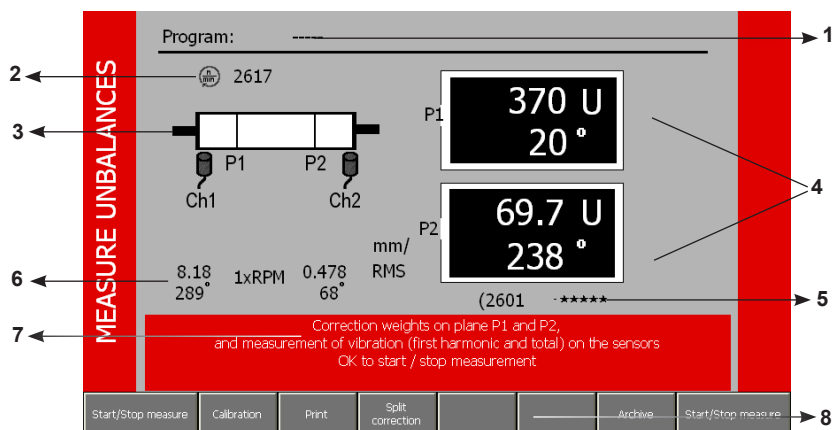 Program: -----
1
MEASURE UNBALANCES
2
n/min 2617
3
P1 P2
Ch1 Ch2
P1
370 U
20 °
4
P2
69.7 U
238 °
mm/
RMS
6
8.18 1xRPM 0.478
289° 68°
(2601 -★★★★★
5
7
Correction weights on plane P1 and P2,
and measurement of vibration (first harmonic and total) on the sensors
OK to start / stop measurement
Start/Stop measure Calibration Print Split correction Archive Start/Stop measure
8